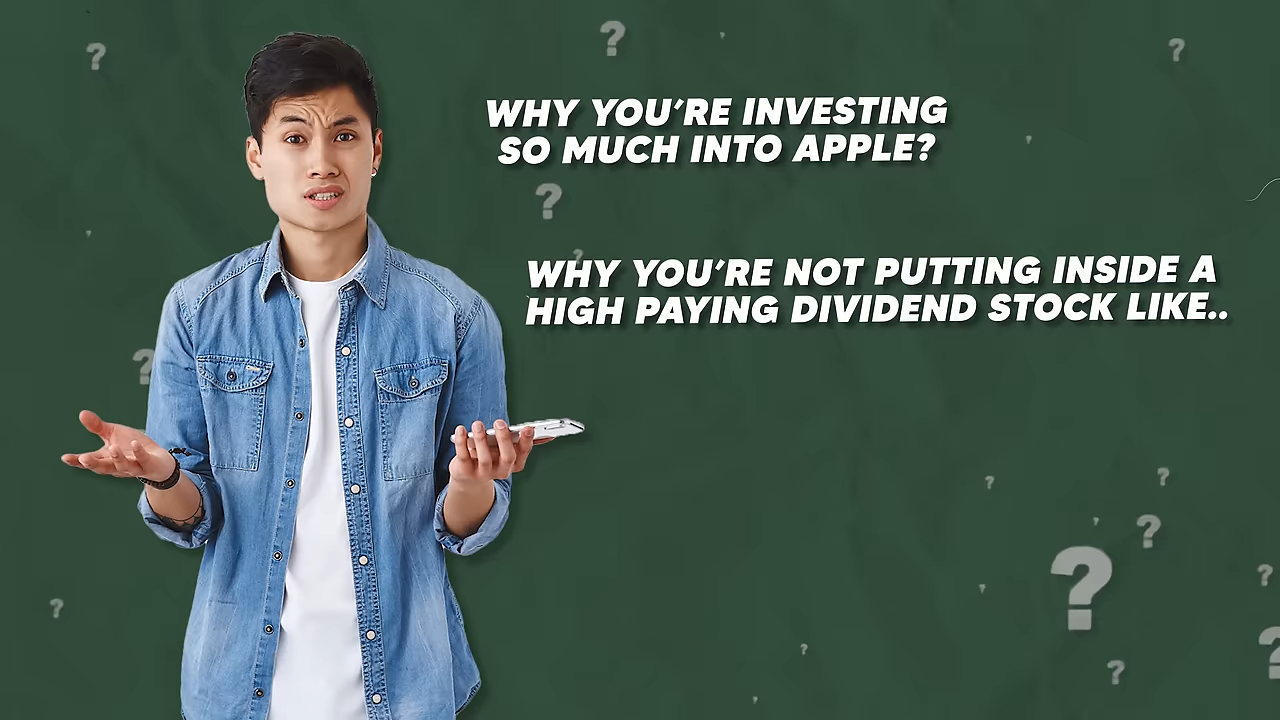 WHY YOU'RE INVESTING
SO MUCH INTO APPLE?
WHY YOU'RE NOT PUTTING INSIDE A
HIGH PAYING DIVIDEND STOCK LIKE..